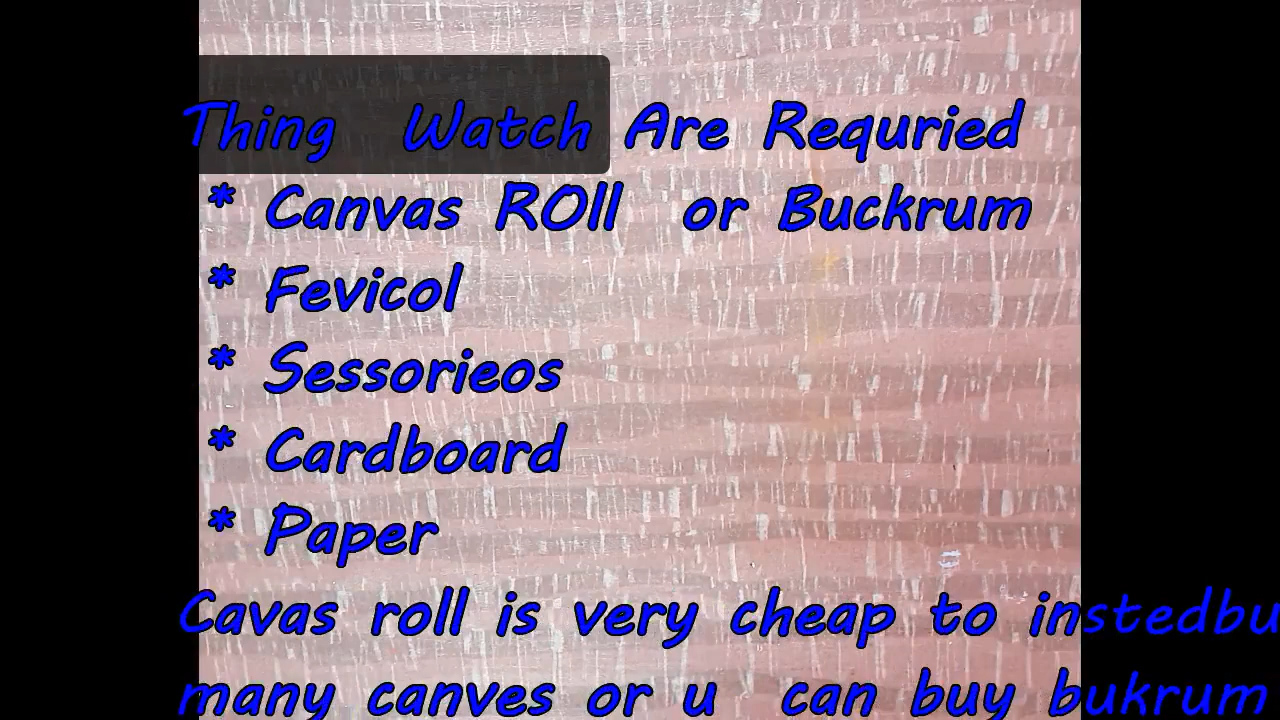 Thing Watch Are Requried
* Canvas ROll or Buckrum
* Fevicol
* Sessorieos
* Cardboard
* Paper
Cavas roll is very cheap to instedbu
many canves or u can buy bukrum